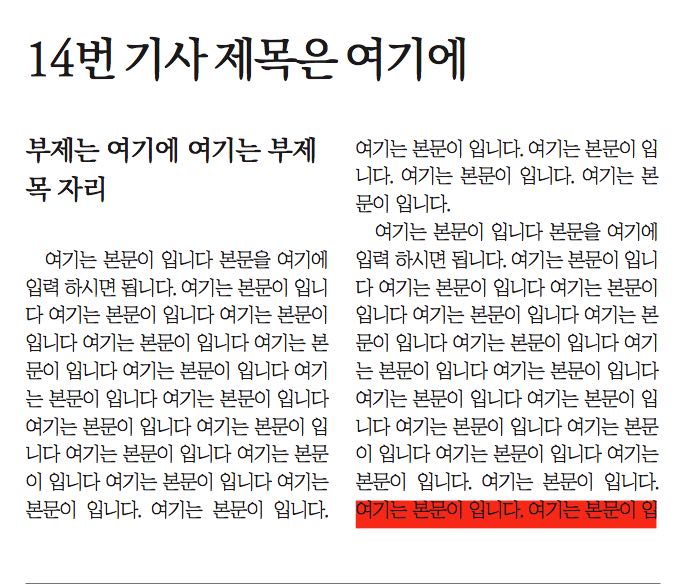 14번 기사 제목은 여기에
부제는 여기에 여기는 부제
목 자리
여기는 본문이 입니다 본문을 여기에
입력 하시면 됩니다. 여기는 본문이 입니
다 여기는 본문이 입니다 여기는 본문이
입니다 여기는 본문이 입니다 여기는 본
문이 입니다 여기는 본문이 입니다 여기
는 본문이 입니다 여기는 본문이 입니다
여기는 본문이 입니다 여기는 본문이 입
니다 여기는 본문이 입니다 여기는 본문
이 입니다 여기는 본문이 입니다 여기는
본문이 입니다. 여기는 본문이 입니다.
여기는 본문이 입니다. 여기는 본문이 입
니다. 여기는 본문이 입니다. 여기는 본
문이 입니다.
여기는 본문이 입니다 본문을 여기에
입력 하시면 됩니다. 여기는 본문이 입니
다 여기는 본문이 입니다 여기는 본문이
입니다 여기는 본문이 입니다 여기는 본
문이 입니다 여기는 본문이 입니다 여기
는 본문이 입니다 여기는 본문이 입니다
여기는 본문이 입니다 여기는 본문이 입
니다 여기는 본문이 입니다 여기는 본문
이 입니다 여기는 본문이 입니다 여기는
본문이 입니다. 여기는 본문이 입니다.
여기는 본문이 입니다. 여기는 본문이 입